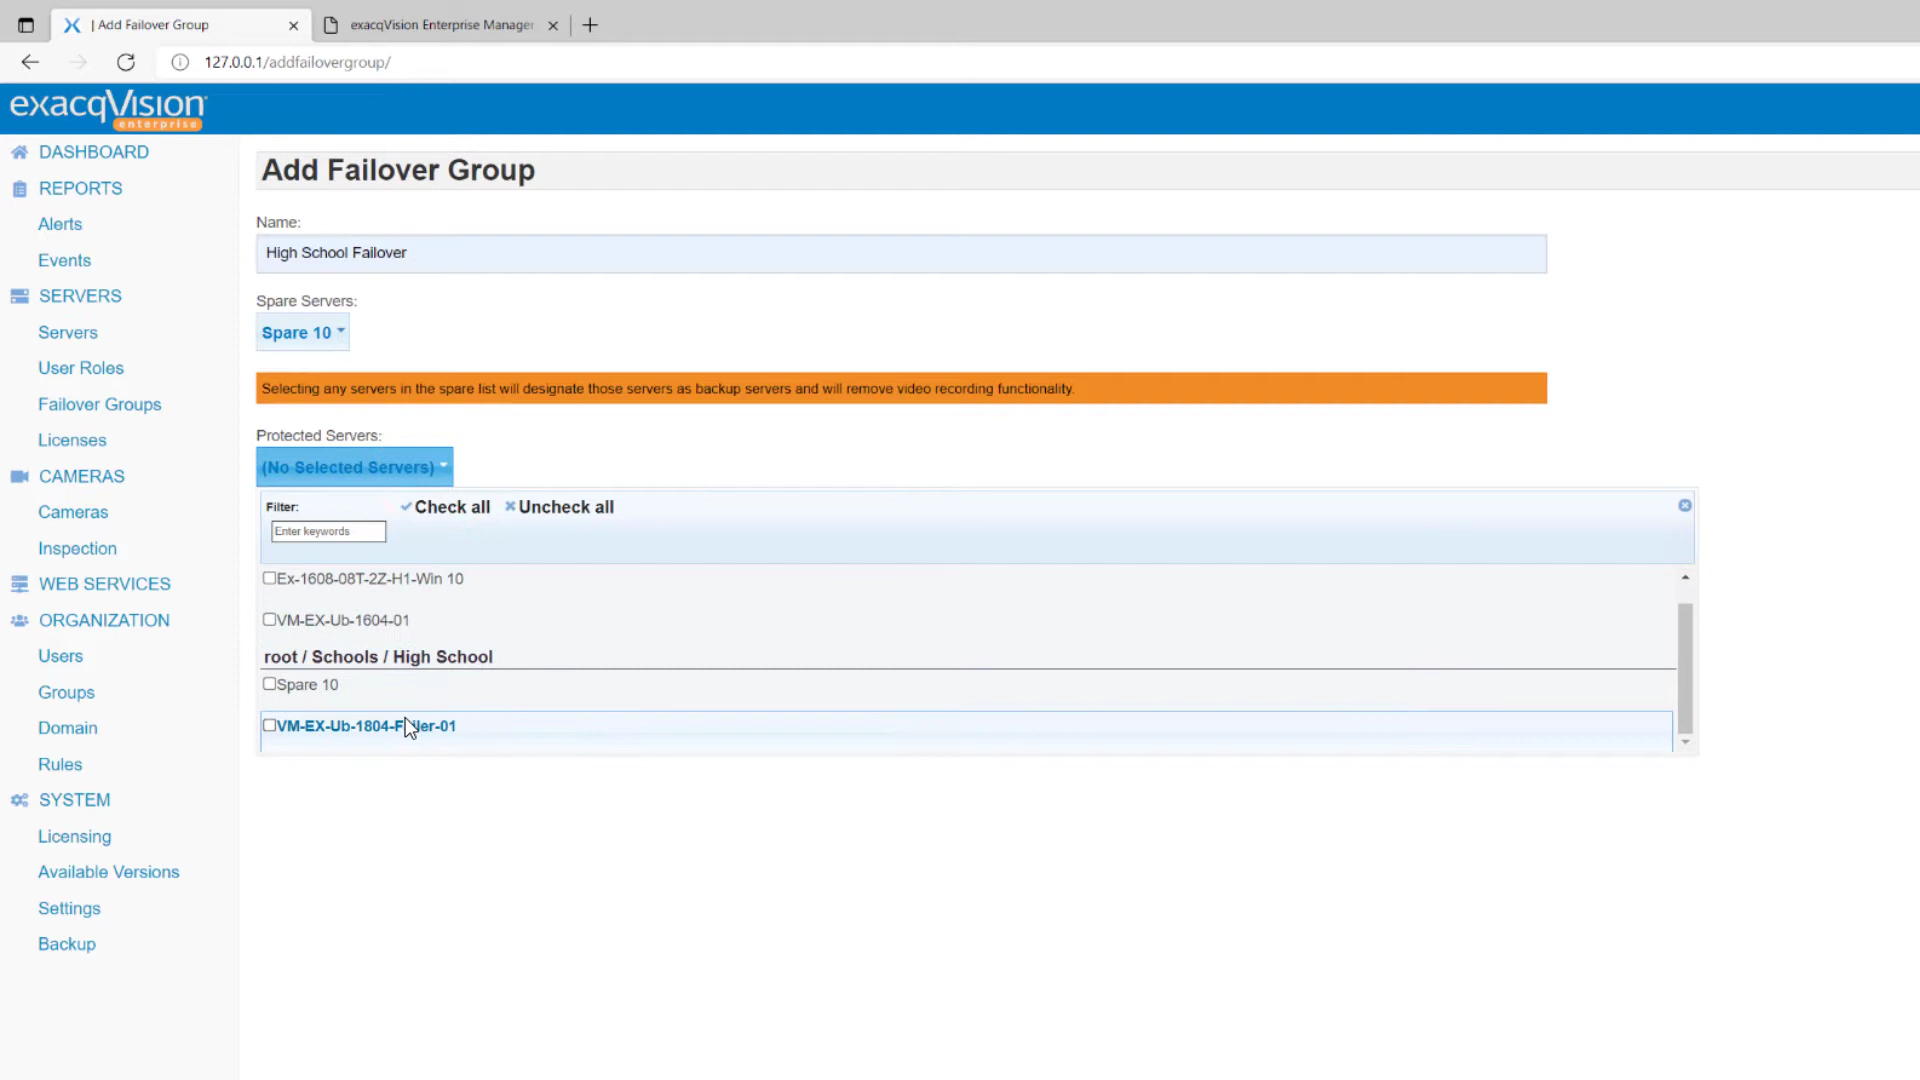 | Add Failover Group
exacqVision Enterprise Manager
127.0.0.1/addfailovergroup/
exacqVision
enterprise
DASHBOARD
REPORTS
Alerts
Events
SERVERS
Servers
User Roles
Failover Groups
Licenses
CAMERAS
Cameras
Inspection
WEB SERVICES
ORGANIZATION
Users
Groups
Domain
Rules
SYSTEM
Licensing
Available Versions
Settings
Backup
Add Failover Group
Name:
High School Failover
Spare Servers:
Spare 10
Selecting any servers in the spare list will designate those servers as backup servers and will remove video recording functionality.
Protected Servers:
(No Selected Servers)
Filter:
Check all
Uncheck all
Enter keywords
Ex-1608-08T-2Z-H1-Win 10
VM-EX-Ub-1604-01
root / Schools / High School
Spare 10